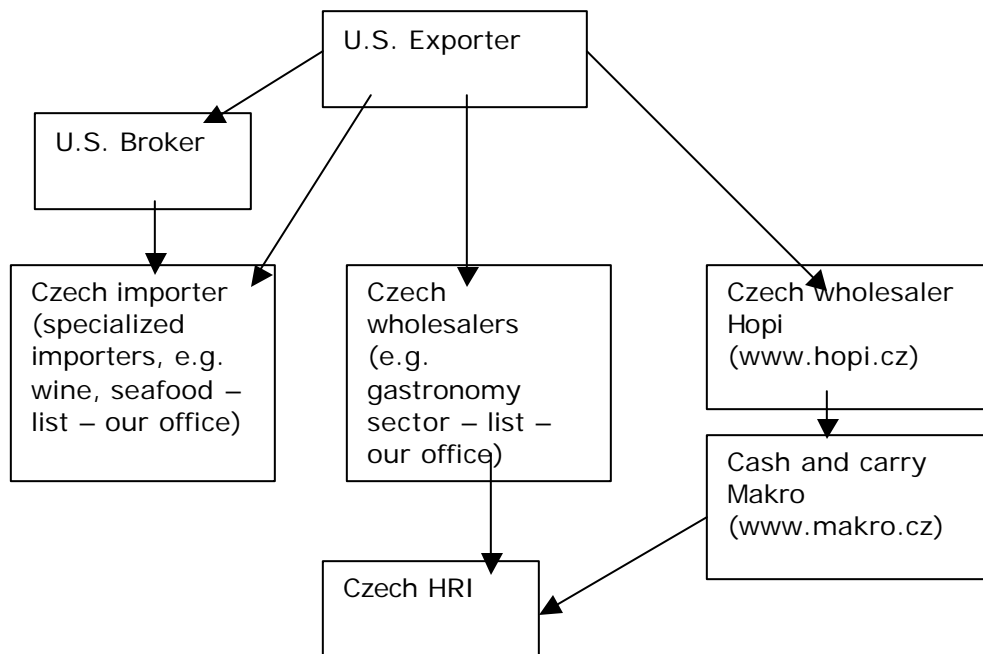 U.S. Exporter
U.S. Broker
Czech importer
(specialized
importers, e.g.
wine, seafood –
list – our office)
Czech
wholesalers
(e.g.
gastronomy
sector – list –
our office)
Czech wholesaler
Hopi
(www.hopi.cz)
Cash and carry
Makro
(www.makro.cz)
Czech HRI